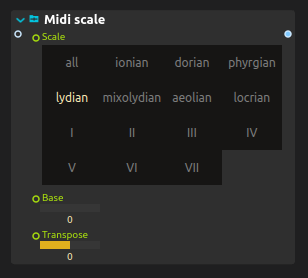 Midi scale
Scale
all ionian dorian phyrgian
lydian mixolydian aeolian locrian
I II III IV
V VI VII
Base
0
Transpose
0